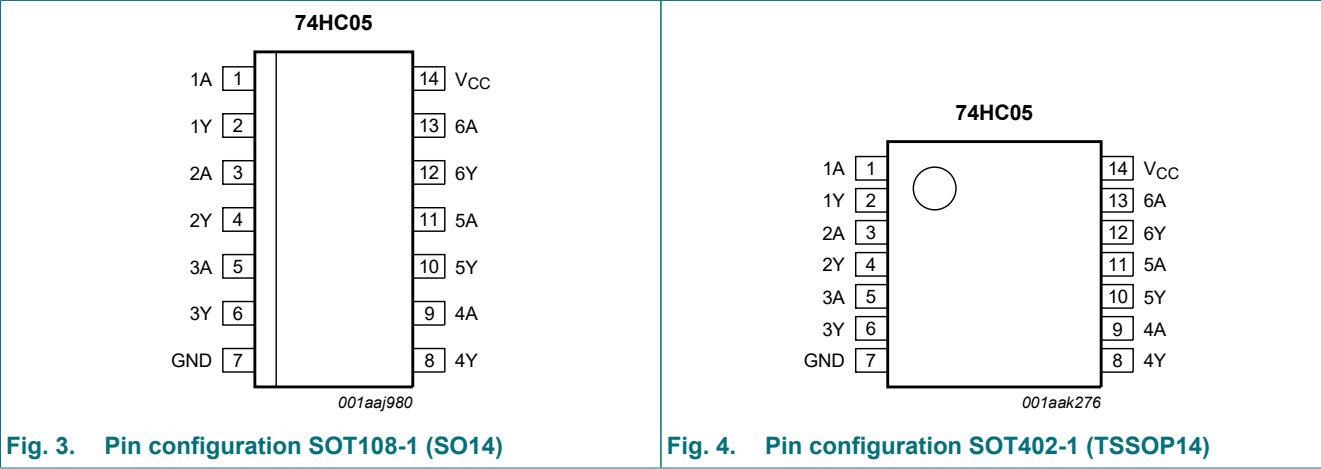 74HC05
1A 1 14 VCC
1Y 2 13 6A
2A 3 12 6Y
2Y 4 11 5A
3A 5 10 5Y
3Y 6 9 4A
GND 7 8 4Y
001aaj980
Fig. 3. Pin configuration SOT108-1 (SO14)
74HC05
1A 1 14 VCC
1Y 2 13 6A
2A 3 12 6Y
2Y 4 11 5A
3A 5 10 5Y
3Y 6 9 4A
GND 7 8 4Y
001aak276
Fig. 4. Pin configuration SOT402-1 (TSSOP14)